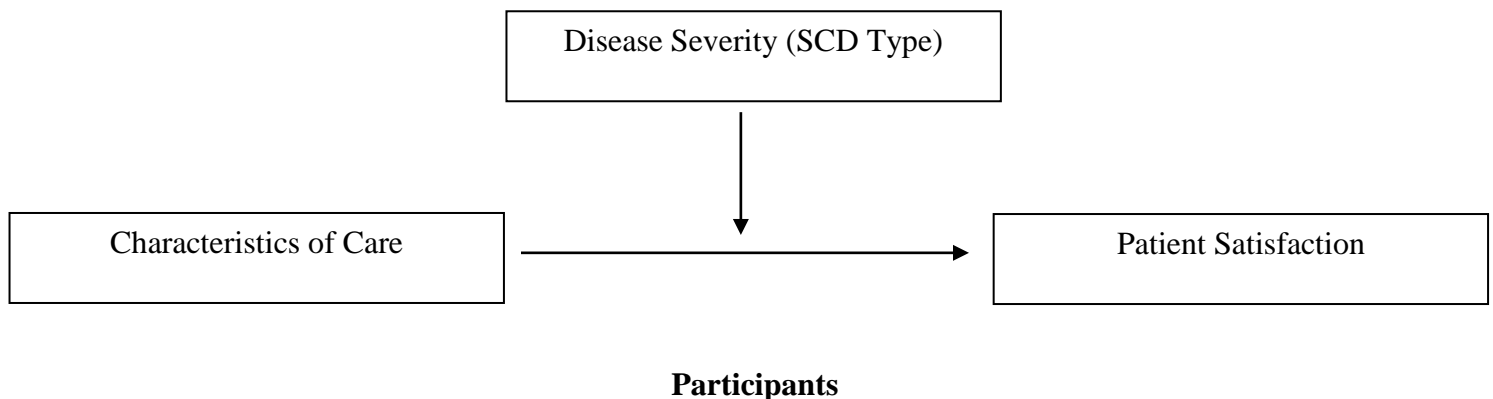 Disease Severity (SCD Type)
Characteristics of Care
Patient Satisfaction
Participants